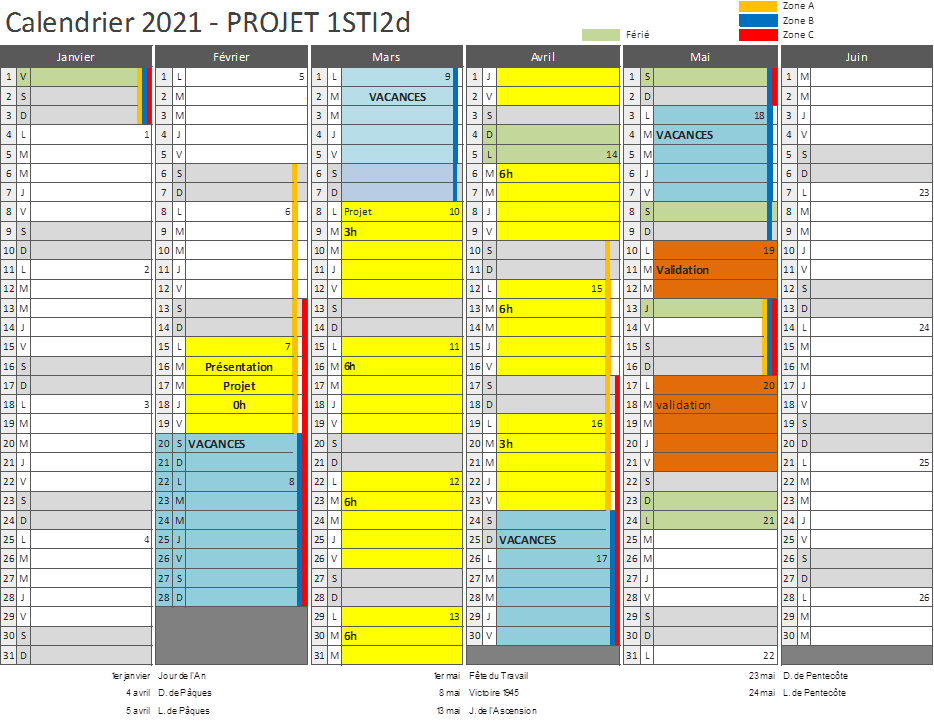 Calendrier 2021 - PROJET 1STI2d
Zone A
Zone B
Férié Zone C
Janvier Février Mars Avril Mai Juin
1 V 1 L 5 1 L 9 1 J 1 S 1 M
2 S 2 M 2 M VACANCES 2 V 2 D 2 M
3 D 3 M 3 M 3 S 3 L 18 3 J
4 L 1 4 J 4 J 4 D 4 M VACANCES 4 V
5 M 5 V 5 V 5 L 14 5 M 5 S
6 M 6 S 6 S 6 M 6h 6 J 6 D
7 J 7 D 7 D 7 M 7 V 7 L 23
8 V 8 L 6 8 L Projet 10 8 J 8 S 8 M
9 S 9 M 9 M 3h 9 V 9 D 9 M
10 D 10 M 10 M 10 S 10 L 19 10 J
11 L 2 11 J 11 J 11 D 11 M Validation 11 V
12 M 12 V 12 V 12 L 15 12 M 12 S
13 M 13 S 13 S 13 M 6h 13 J 13 D
14 J 14 D 14 D 14 M 14 V 14 L 24
15 V 15 L 7 15 L 11 15 J 15 S 15 M
16 S 16 M Présentation 16 M 6h 16 V 16 D 16 M
17 D 17 M Projet 17 M 17 S 17 L 20 17 J
18 L 3 18 J 0h 18 J 18 D 18 M validation 18 V
19 M 19 V 19 V 19 L 16 19 M 19 S
20 M 20 S VACANCES 20 S 20 M 3h 20 J 20 D
21 J 21 D 21 D 21 M 21 V 21 L 25
22 V 22 L 8 22 L 12 22 J 22 S 22 M
23 S 23 M 23 M 6h 23 V 23 D 23 M
24 D 24 M 24 M 24 S 24 L 21 24 J
25 L 4 25 J 25 J 25 D VACANCES 25 M 25 V
26 M 26 V 26 V 26 L 17 26 M 26 S
27 M 27 S 27 S 27 M 27 J 27 D
28 J 28 D 28 D 28 M 28 V 28 L 26
29 V 29 L 13 29 J 29 S 29 M
30 S 30 M 6h 30 V 30 D 30 M
31 D 31 M 31 L 22
1er janvier Jour de l'An 1er mai Fête du Travail 23 mai D. de Pentecôte
4 avril D. de Pâques 8 mai Victoire 1945 24 mai L. de Pentecôte
5 avril L. de Pâques 13 mai J. de l'Ascension